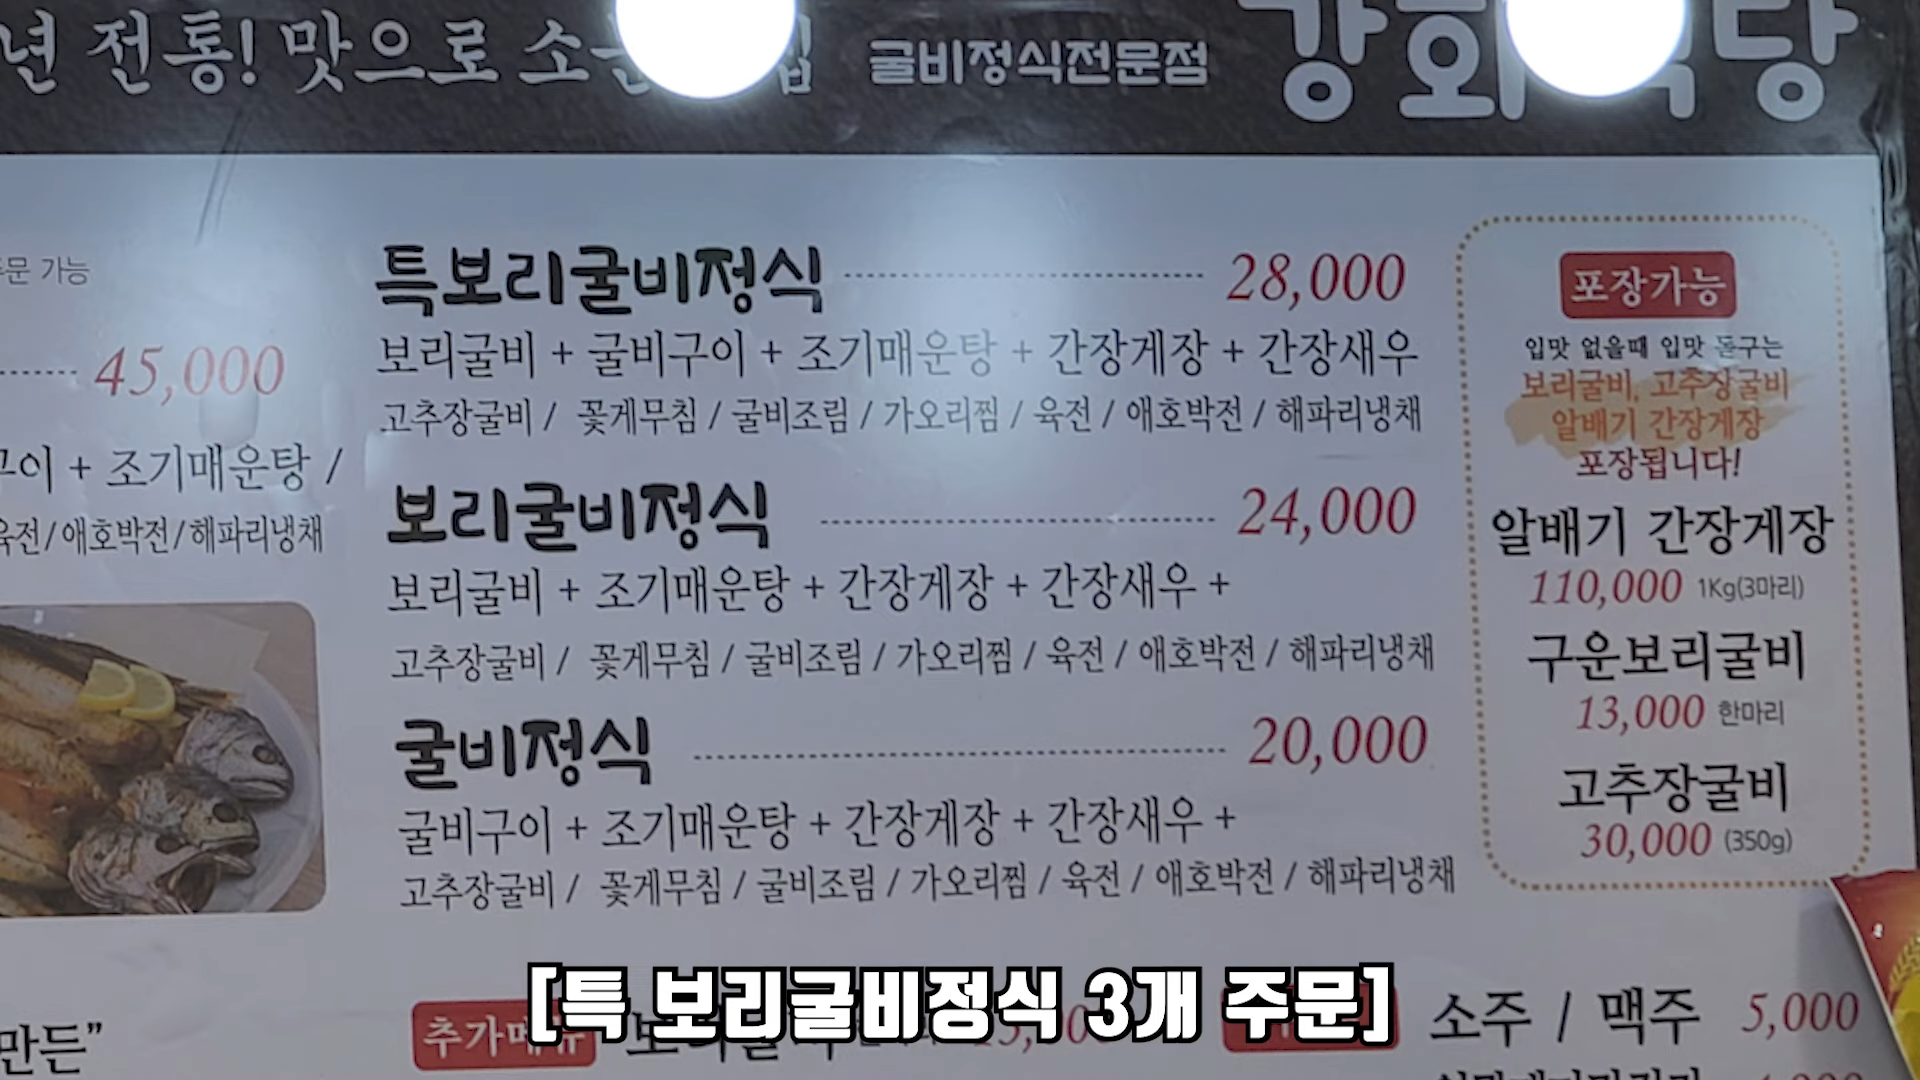 년 전통! 맛으로
굴비정식전문점
주문 가능
45,000
구이 + 조기매운탕 /
육전/애호박전/해파리냉채
특보리굴비정식 28,000
보리굴비 + 굴비구이 + 조기매운탕 + 간장게장 + 간장새우
고추장굴비 / 꽃게무침 / 굴비조림 / 가오리찜 / 육전 / 애호박전 / 해파리냉채
보리굴비정식 24,000
보리굴비 + 조기매운탕 + 간장게장 + 간장새우 +
고추장굴비 / 꽃게무침 / 굴비조림 / 가오리찜 / 육전 / 애호박전 / 해파리냉채
굴비정식 20,000
굴비구이 + 조기매운탕 + 간장게장 + 간장새우 +
고추장굴비 / 꽃게무침 / 굴비조림 / 가오리찜 / 육전 / 애호박전 / 해파리냉채
포장가능
입맛 없을때 입맛 돋구는
보리굴비, 고추장굴비
알배기 간장게장
포장됩니다!
알배기 간장게장
110,000 1Kg(3마리)
구운보리굴비
13,000 한마리
고추장굴비
30,000 (350g)
만든”
추가메뉴
소주 / 맥주 5,000
[특 보리굴비정식 3개 주문]